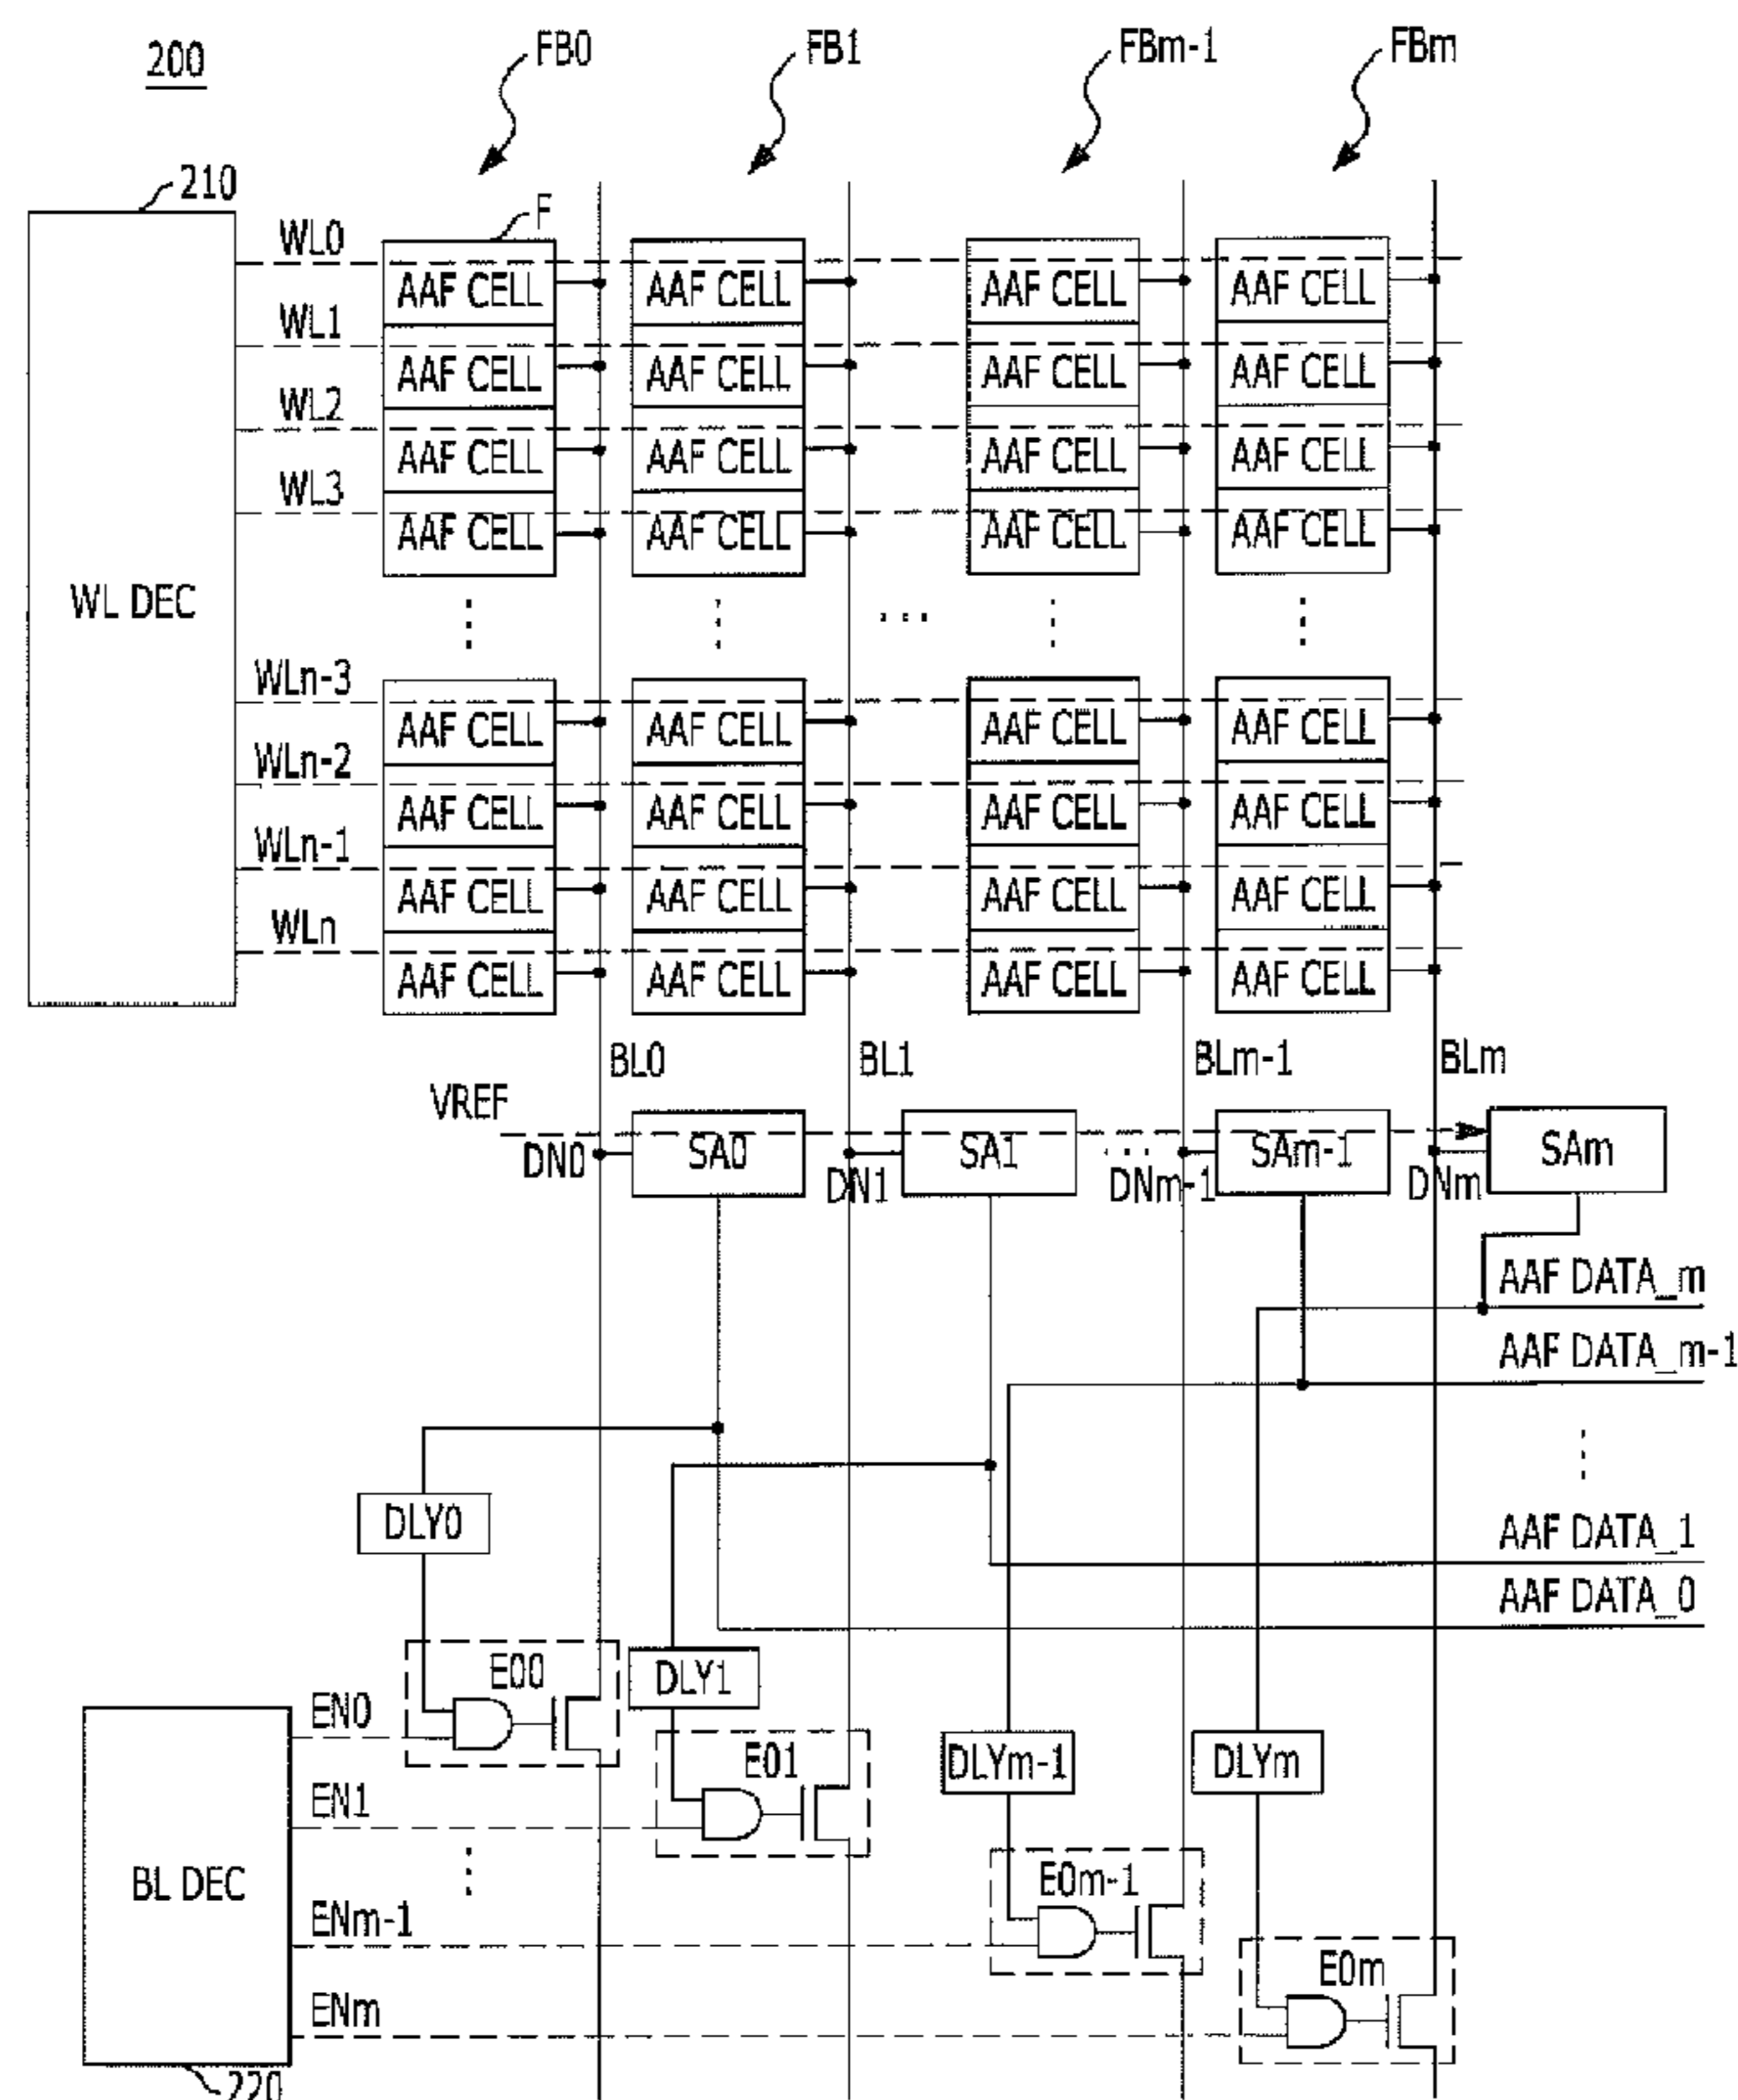 200
FB0 FB1 FBm-1 FBm
210
F
WL0
AAF CELL AAF CELL AAF CELL AAF CELL
WL1
AAF CELL AAF CELL AAF CELL AAF CELL
WL2
AAF CELL AAF CELL AAF CELL AAF CELL
WL3
AAF CELL AAF CELL AAF CELL AAF CELL
WL DEC
WLn-3
AAF CELL AAF CELL AAF CELL AAF CELL
WLn-2
AAF CELL AAF CELL AAF CELL AAF CELL
WLn-1
AAF CELL AAF CELL AAF CELL AAF CELL
WLn
AAF CELL AAF CELL AAF CELL AAF CELL
BL0 BL1 BLm-1 BLm
VREF
DN0 SA0 DN1 SA1 DNm-1 SAm-1 DNm SAm
AAF DATA_m
AAF DATA_m-1
DLY0
AAF DATA_1
AAF DATA_0
E00 DLY1
EN0
E01 DLYm-1 DLYm
EN1
BL DEC
E0m-1
ENm-1
E0m
ENm
220